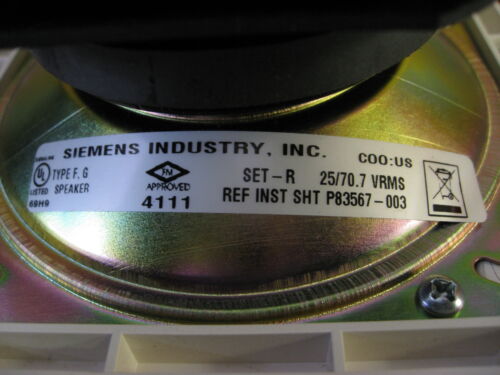 SIEMENS INDUSTRY, INC. COO:US
UL LISTED
TYPE F, G
SPEAKER
69H9
FM
APPROVED
4111
SET-R 25/70.7 VRMS
REF INST SHT P83567-003